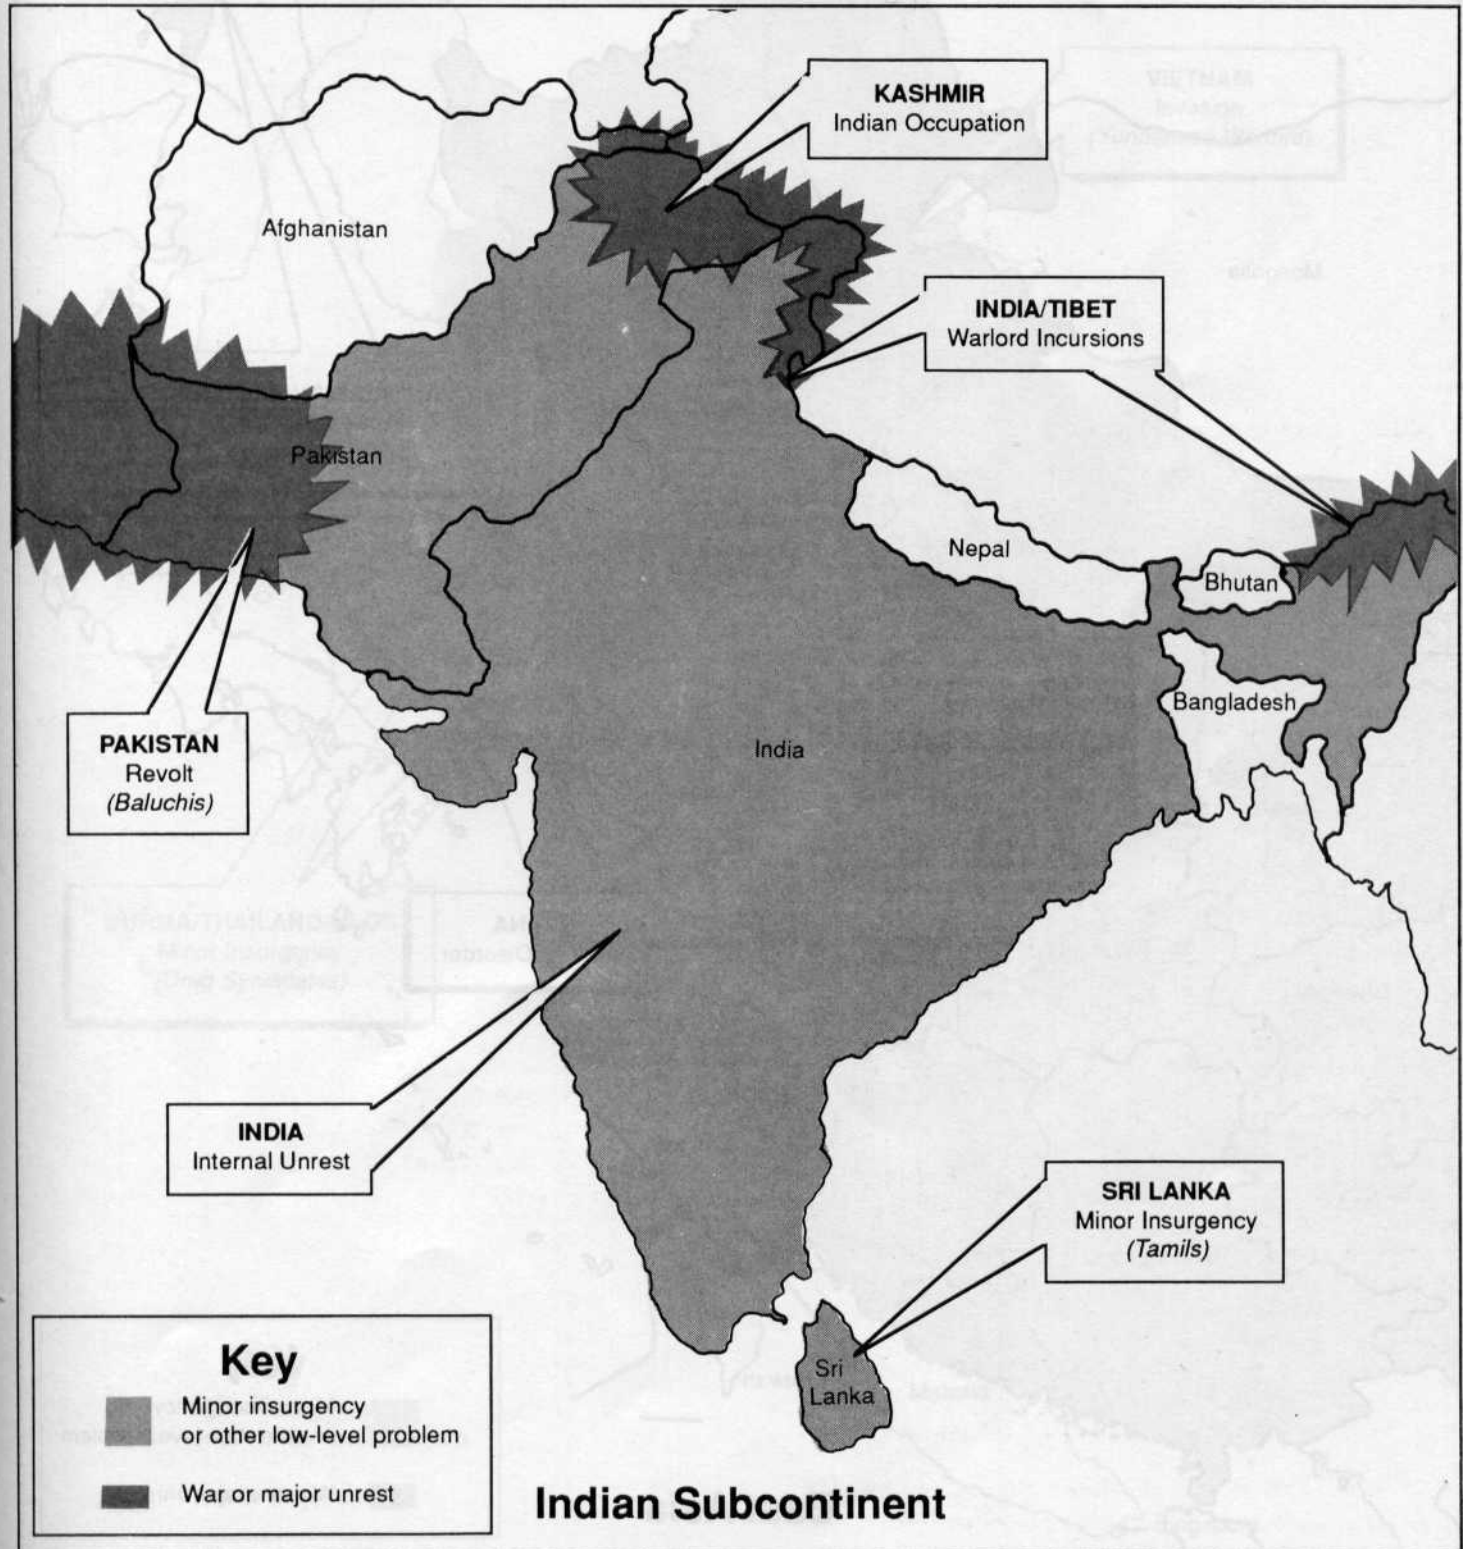 KASHMIR
Indian Occupation
Afghanistan
INDIA/TIBET
Warlord Incursions
Pakistan
Nepal
Bhutan
Bangladesh
PAKISTAN
Revolt
(Baluchis)
India
INDIA
Internal Unrest
SRI LANKA
Minor Insurgency
(Tamils)
Sri
Lanka
Key
Minor insurgency
or other low-level problem
War or major unrest
Indian Subcontinent